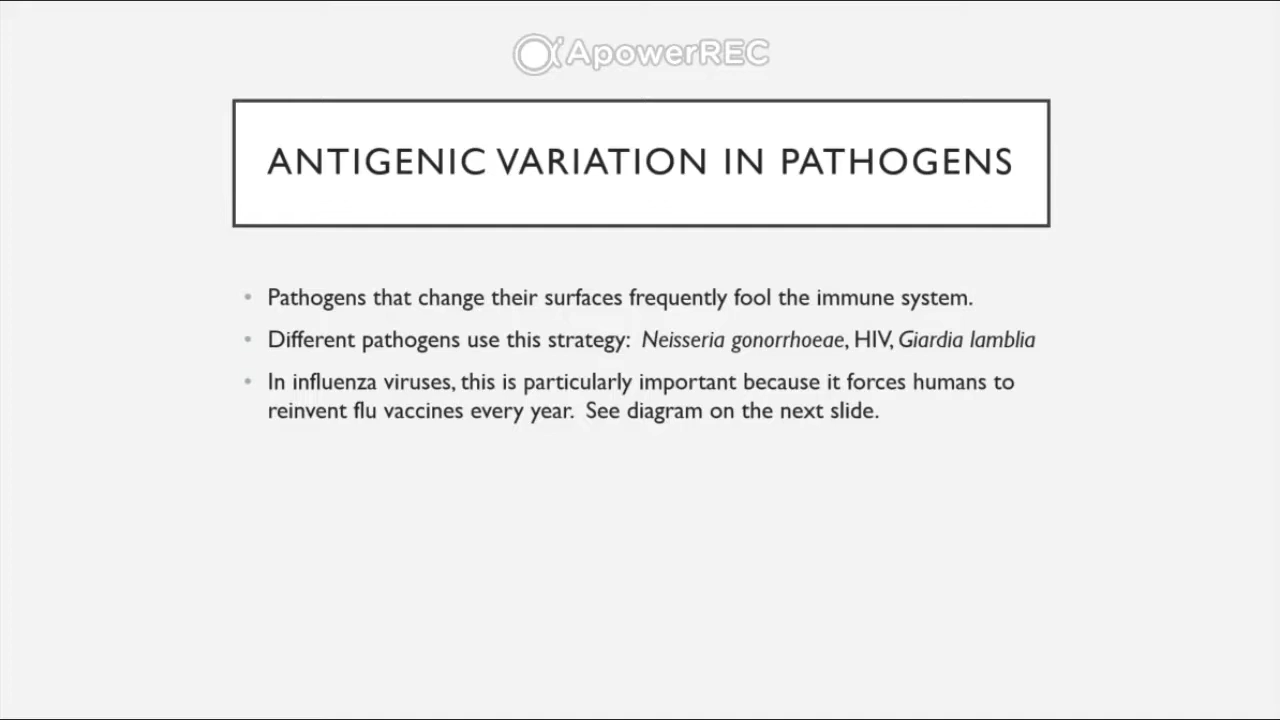 ApowerREC
ANTIGENIC VARIATION IN PATHOGENS
• Pathogens that change their surfaces frequently fool the immune system.
• Different pathogens use this strategy: Neisseria gonorrhoeae, HIV, Giardia lamblia
• In influenza viruses, this is particularly important because it forces humans to
reinvent flu vaccines every year. See diagram on the next slide.